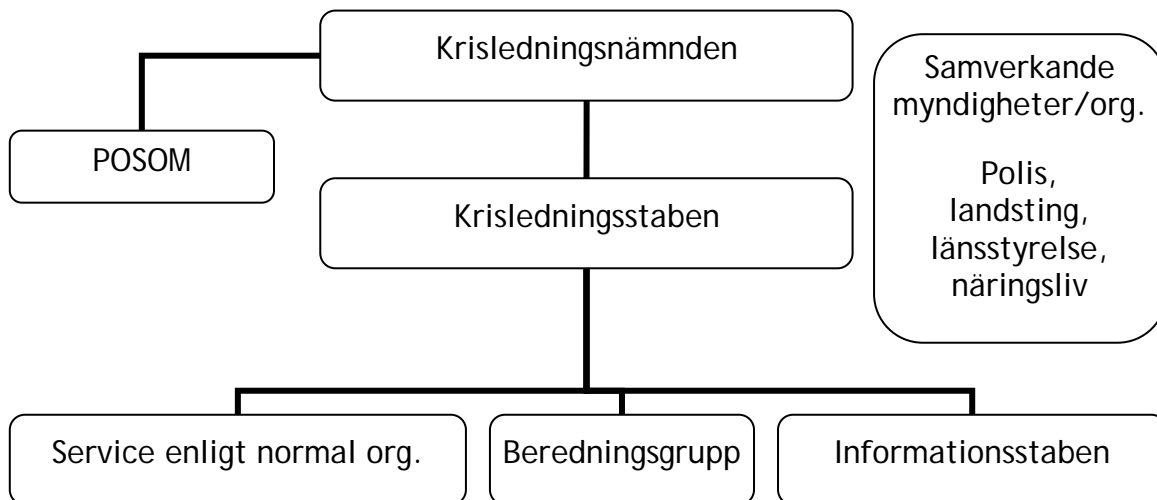 Krisledningsnämnden
Samverkande
myndigheter/org.
Polis,
landsting,
länsstyrelse,
näringsliv
POSOM
Krisledningsstaben
Service enligt normal org.
Beredningsgrupp
Informationsstaben